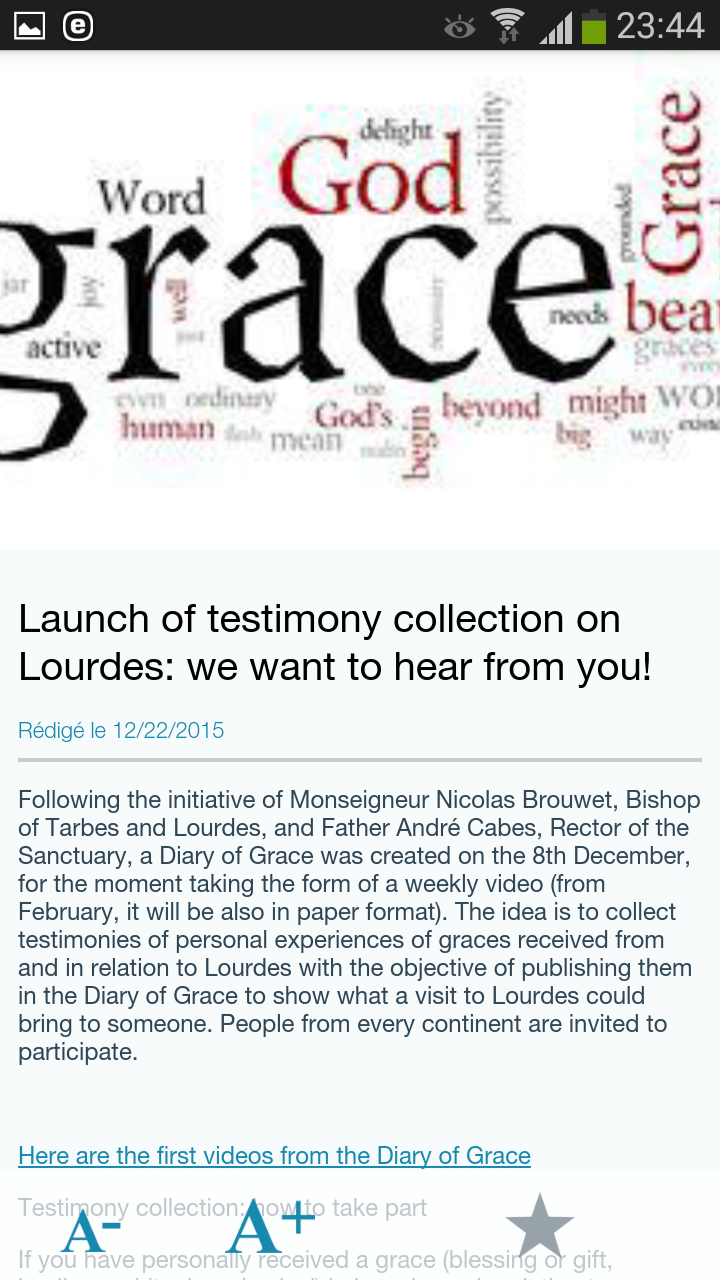 23:44
delight
God
possibility
Grace
Word
grounded
grace
jar
joy
well
just
needs
beau
active
graces
every
even ordinary
one
God's
begin
beyond
might
human
flesh
mean
big
way
Launch of testimony collection on
Lourdes: we want to hear from you!
Rédigé le 12/22/2015
Following the initiative of Monseigneur Nicolas Brouwet, Bishop
of Tarbes and Lourdes, and Father André Cabes, Rector of the
Sanctuary, a Diary of Grace was created on the 8th December,
for the moment taking the form of a weekly video (from
February, it will be also in paper format). The idea is to collect
testimonies of personal experiences of graces received from
and in relation to Lourdes with the objective of publishing them
in the Diary of Grace to show what a visit to Lourdes could
bring to someone. People from every continent are invited to
participate.
Here are the first videos from the Diary of Grace
Testimony collection: how to take part
A- A+
If you have personally received a grace (blessing or gift,